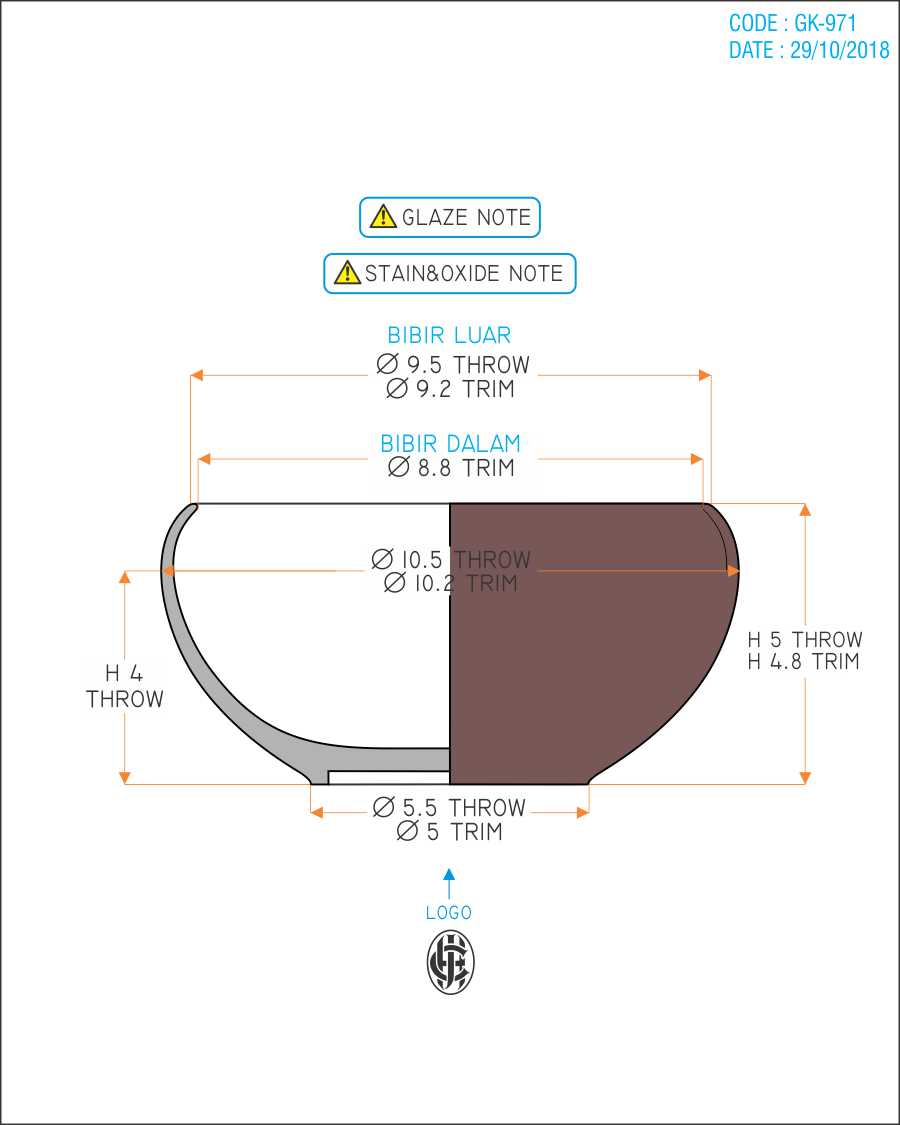 CODE : GK-971
DATE : 29/10/2018
GLAZE NOTE
STAIN&OXIDE NOTE
BIBIR LUAR
Ø 9.5 THROW
Ø 9.2 TRIM
BIBIR DALAM
Ø 8.8 TRIM
Ø 10.5 THROW
Ø 10.2 TRIM
H 5 THROW
H 4.8 TRIM
H 4
THROW
Ø 5.5 THROW
Ø 5 TRIM
LOGO